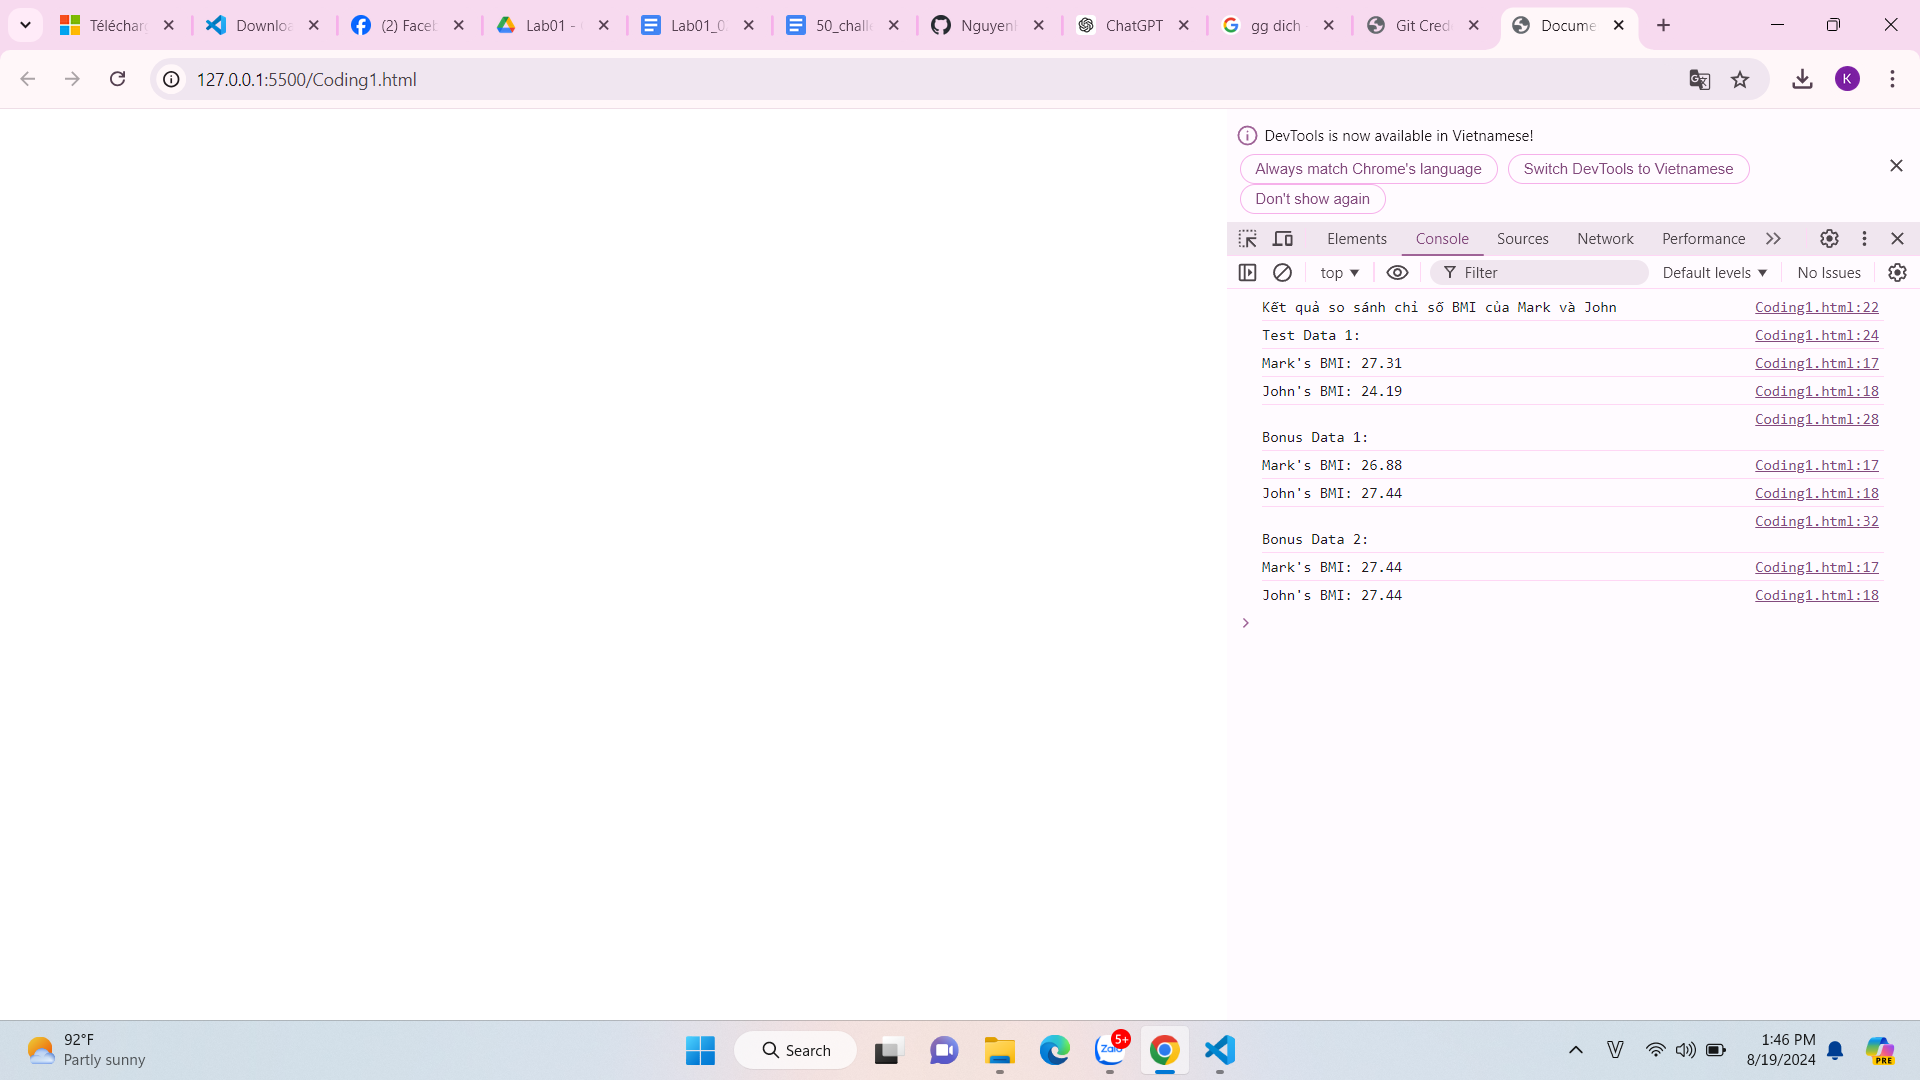 Télécharg
Downloa
(2) Faceb
Lab01 -
Lab01_0
50_challe
Nguyen
ChatGPT
gg dich
Git Cred
Docume
127.0.0.1:5500/Coding1.html
K
DevTools is now available in Vietnamese!
Always match Chrome's language
Switch DevTools to Vietnamese
Don't show again
Elements
Console
Sources
Network
Performance
top
Filter
Default levels
No Issues
Kết quả so sánh chỉ số BMI của Mark và John Coding1.html:22
Test Data 1: Coding1.html:24
Mark's BMI: 27.31 Coding1.html:17
John's BMI: 24.19 Coding1.html:18
Coding1.html:28
Bonus Data 1:
Mark's BMI: 26.88 Coding1.html:17
John's BMI: 27.44 Coding1.html:18
Coding1.html:32
Bonus Data 2:
Mark's BMI: 27.44 Coding1.html:17
John's BMI: 27.44 Coding1.html:18
92°F
Partly sunny
Search
Zalo
5+
V
1:46 PM
8/19/2024
PRE